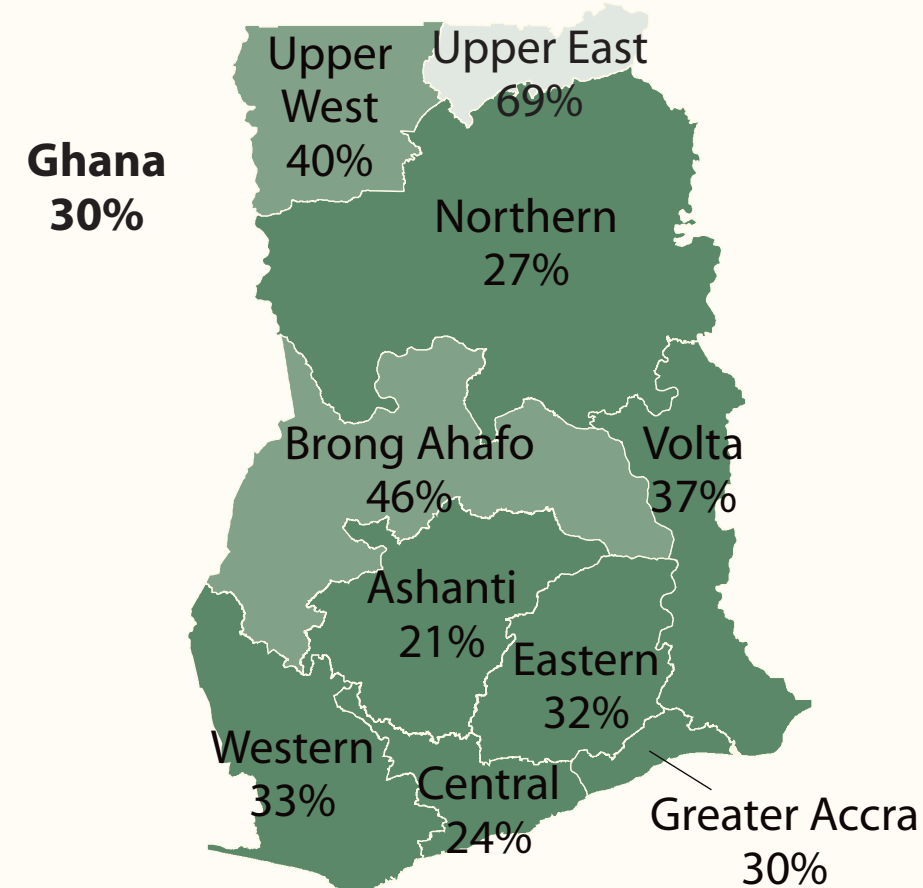 Upper
West
40%
Upper East
69%
Ghana
30%
Northern
27%
Brong Ahafo
46%
Volta
37%
Ashanti
21%
Eastern
32%
Western
33%
Central
24%
Greater Accra
30%